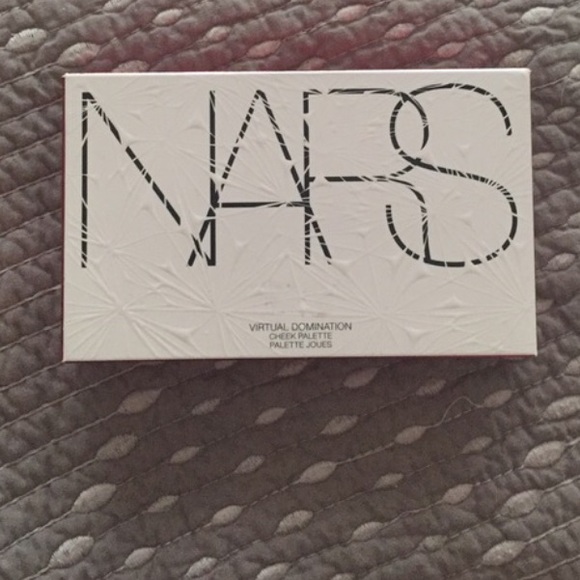 NARS
VIRTUAL DOMINATION
CHEEK PALETTE
PALETTE JOUES